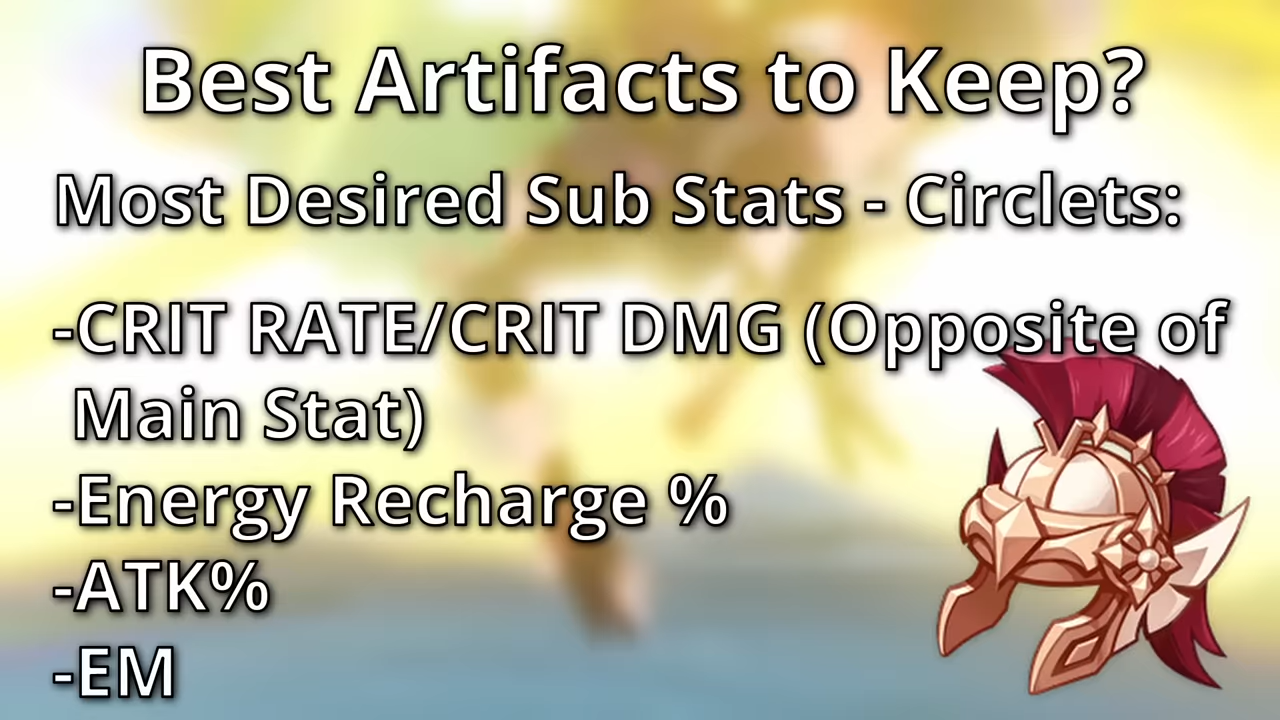 Best Artifacts to Keep?
Most Desired Sub Stats - Circlets:
-CRIT RATE/CRIT DMG (Opposite of
Main Stat)
-Energy Recharge %
-ATK%
-EM